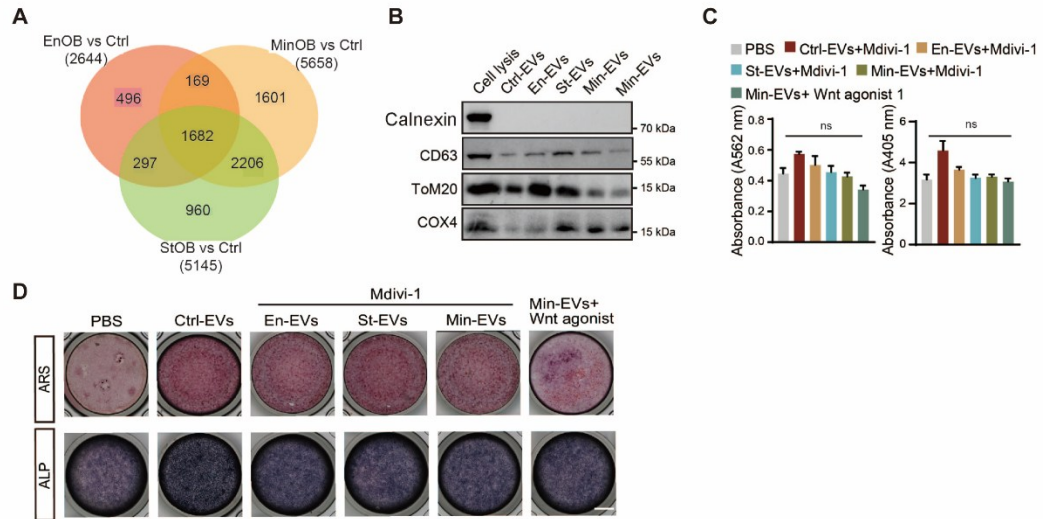 A
EnOB vs Ctrl
(2644)
MinOB vs Ctrl
(5658)
169
496
1601
1682
297
2206
960
StOB vs Ctrl
(5145)
B
Cell lysis
Ctrl-EVs
En-EVs
St-EVs
Min-EVs
Min-EVs
Calnexin
70 kDa
CD63
55 kDa
ToM20
15 kDa
COX4
15 kDa
C
PBS Ctrl-EVs+Mdivi-1 En-EVs+Mdivi-1
St-EVs+Mdivi-1 Min-EVs+Mdivi-1
Min-EVs+ Wnt agonist 1
Absorbance (A562 nm)
0.8
0.6
0.4
0.2
0.0
ns
Absorbance (A405 nm)
6
4
2
0
ns
D
Mdivi-1
PBS Ctrl-EVs En-EVs St-EVs Min-EVs
Min-EVs+
Wnt agonist
ARS
ALP